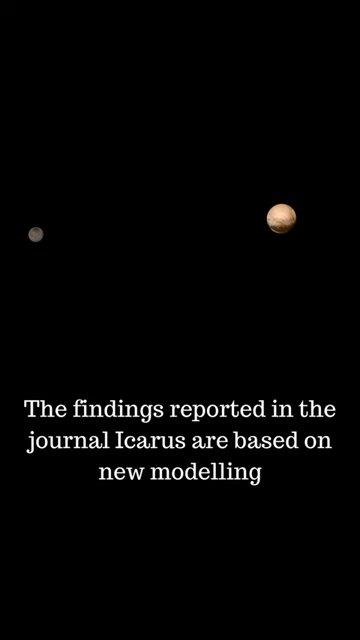 The findings reported in the
journal Icarus are based on
new modelling